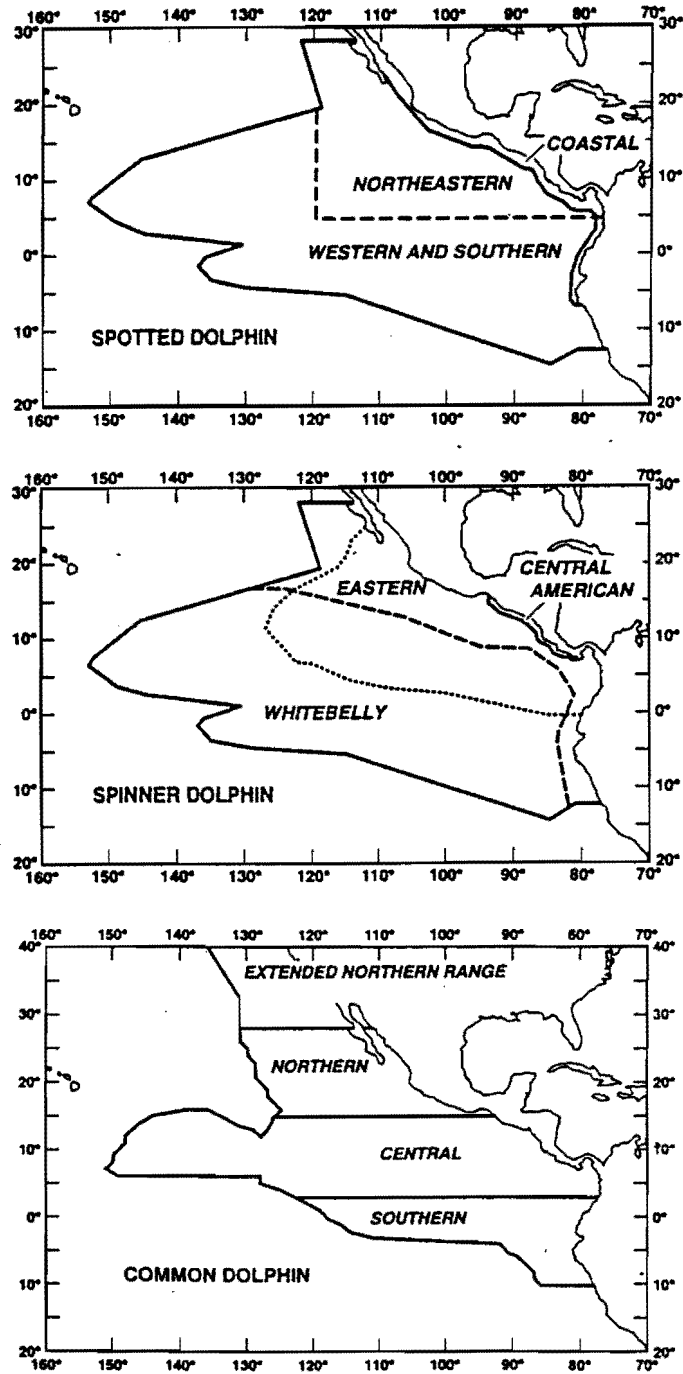 160° 150° 140° 130° 120° 110° 100° 90° 80° 70°
30° 30°
COASTAL
20° 20°
NORTHEASTERN
10° 10°
WESTERN AND SOUTHERN
0° 0°
SPOTTED DOLPHIN
10° 10°
20° 20°
160° 150° 140° 130° 120° 110° 100° 90° 80° 70°
160° 150° 140° 130° 120° 110° 100° 90° 80° 70°
30° 30°
CENTRAL
AMERICAN
EASTERN
20° 20°
10° 10°
WHITEBELLY
0° 0°
SPINNER DOLPHIN
10° 10°
20° 20°
160° 150° 140° 130° 120° 110° 100° 90° 80° 70°
160° 150° 140° 130° 120° 110° 100° 90° 80° 70°
40° 40°
EXTENDED NORTHERN RANGE
30° 30°
NORTHERN
20° 20°
10° 10°
CENTRAL
SOUTHERN
0° 0°
COMMON DOLPHIN
10° 10°
20° 20°
160° 150° 140° 130° 120° 110° 100° 90° 80° 70°